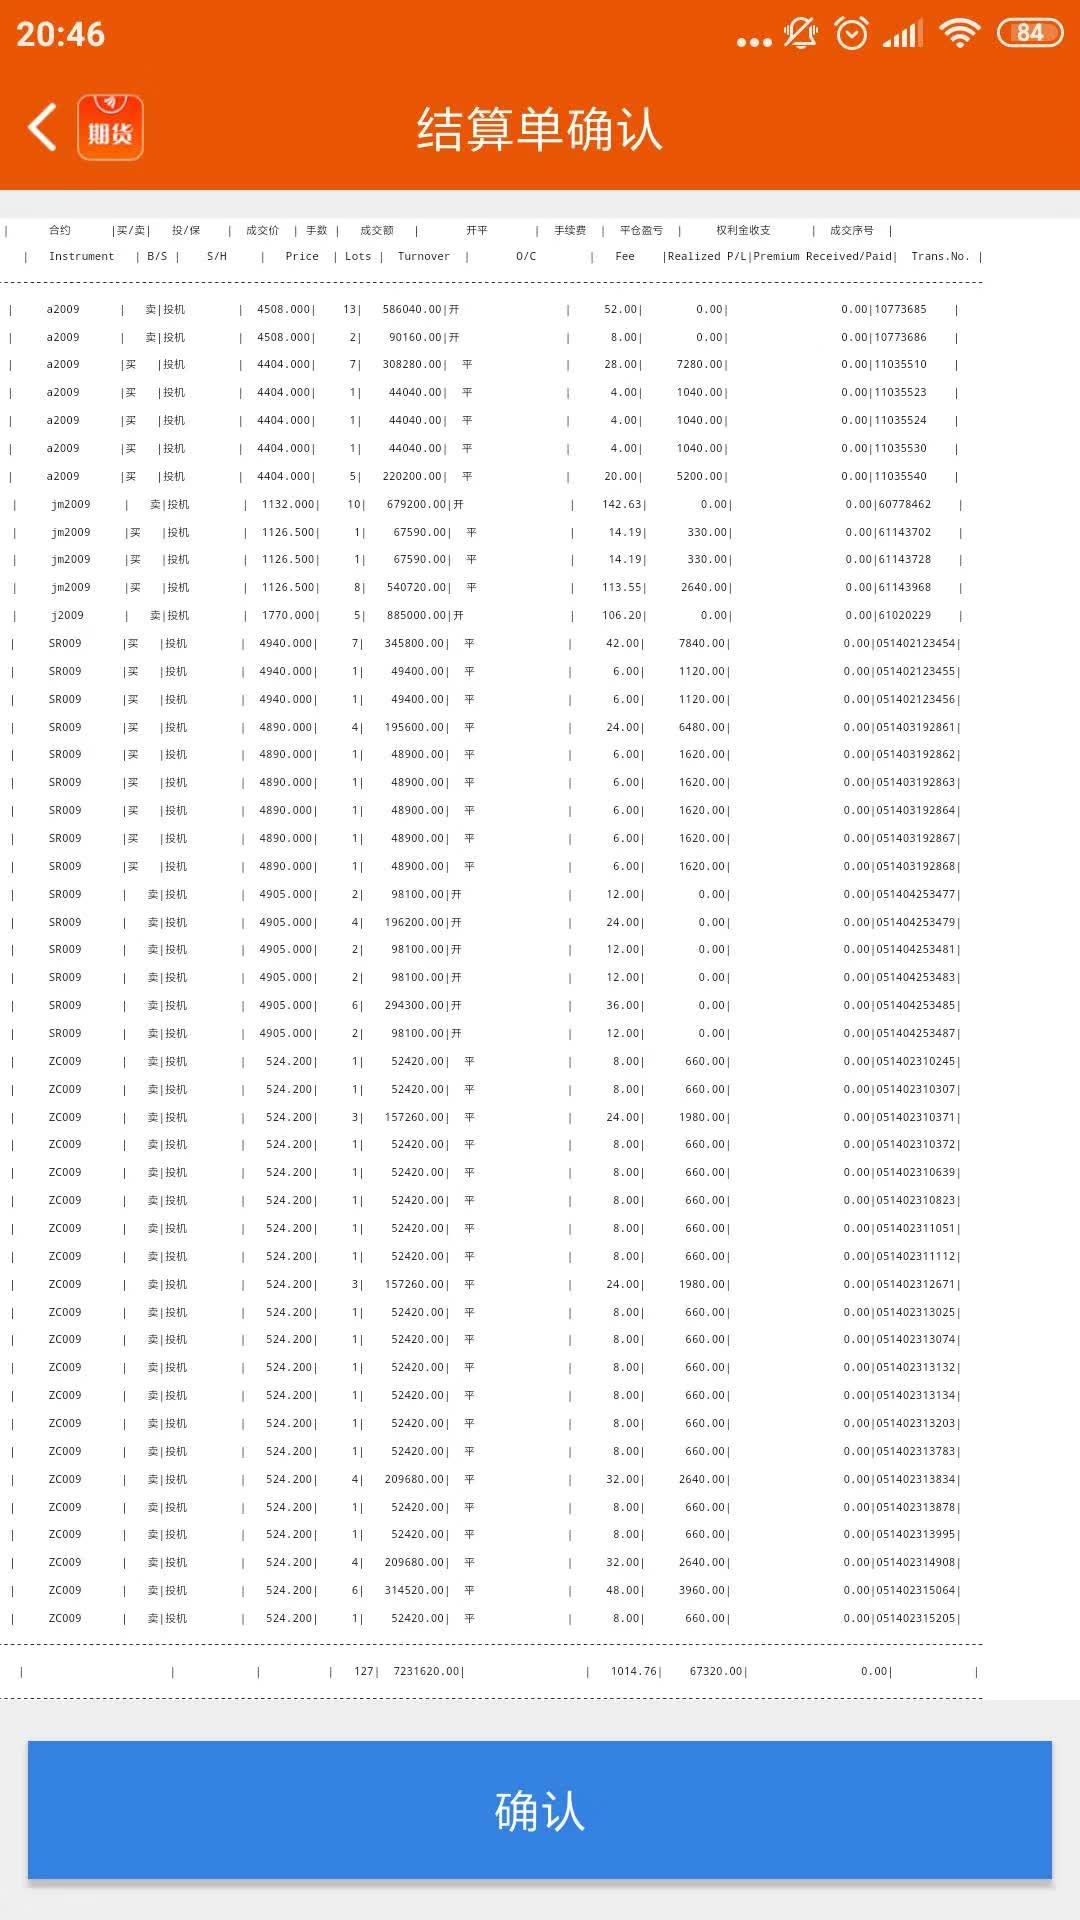 20:46 84
期货 结算单确认
| 合约 |买/卖| 投/保 | 成交价 | 手数 | 成交额 | 开平 | 手续费 | 平仓盈亏 | 权利金收支 | 成交序号 |
| Instrument | B/S | S/H | Price | Lots | Turnover | O/C | Fee |Realized P/L|Premium Received/Paid| Trans.No. |
| a2009 | 卖|投机 | 4508.000| 13| 586040.00|开 | 52.00| 0.00| 0.00|10773685 |
| a2009 | 卖|投机 | 4508.000| 2| 90160.00|开 | 8.00| 0.00| 0.00|10773686 |
| a2009 |买 |投机 | 4404.000| 7| 308280.00| 平 | 28.00| 7280.00| 0.00|11035510 |
| a2009 |买 |投机 | 4404.000| 1| 44040.00| 平 | 4.00| 1040.00| 0.00|11035523 |
| a2009 |买 |投机 | 4404.000| 1| 44040.00| 平 | 4.00| 1040.00| 0.00|11035524 |
| a2009 |买 |投机 | 4404.000| 1| 44040.00| 平 | 4.00| 1040.00| 0.00|11035530 |
| a2009 |买 |投机 | 4404.000| 5| 220200.00| 平 | 20.00| 5200.00| 0.00|11035540 |
| jm2009 | 卖|投机 | 1132.000| 10| 679200.00|开 | 142.63| 0.00| 0.00|60778462 |
| jm2009 |买 |投机 | 1126.500| 1| 67590.00| 平 | 14.19| 330.00| 0.00|61143702 |
| jm2009 |买 |投机 | 1126.500| 1| 67590.00| 平 | 14.19| 330.00| 0.00|61143728 |
| jm2009 |买 |投机 | 1126.500| 8| 540720.00| 平 | 113.55| 2640.00| 0.00|61143968 |
| j2009 | 卖|投机 | 1770.000| 5| 885000.00|开 | 106.20| 0.00| 0.00|61020229 |
| SR009 |买 |投机 | 4940.000| 7| 345800.00| 平 | 42.00| 7840.00| 0.00|051402123454|
| SR009 |买 |投机 | 4940.000| 1| 49400.00| 平 | 6.00| 1120.00| 0.00|051402123455|
| SR009 |买 |投机 | 4940.000| 1| 49400.00| 平 | 6.00| 1120.00| 0.00|051402123456|
| SR009 |买 |投机 | 4890.000| 4| 195600.00| 平 | 24.00| 6480.00| 0.00|051403192861|
| SR009 |买 |投机 | 4890.000| 1| 48900.00| 平 | 6.00| 1620.00| 0.00|051403192862|
| SR009 |买 |投机 | 4890.000| 1| 48900.00| 平 | 6.00| 1620.00| 0.00|051403192863|
| SR009 |买 |投机 | 4890.000| 1| 48900.00| 平 | 6.00| 1620.00| 0.00|051403192864|
| SR009 |买 |投机 | 4890.000| 1| 48900.00| 平 | 6.00| 1620.00| 0.00|051403192867|
| SR009 |买 |投机 | 4890.000| 1| 48900.00| 平 | 6.00| 1620.00| 0.00|051403192868|
| SR009 | 卖|投机 | 4905.000| 2| 98100.00|开 | 12.00| 0.00| 0.00|051404253477|
| SR009 | 卖|投机 | 4905.000| 4| 196200.00|开 | 24.00| 0.00| 0.00|051404253479|
| SR009 | 卖|投机 | 4905.000| 2| 98100.00|开 | 12.00| 0.00| 0.00|051404253481|
| SR009 | 卖|投机 | 4905.000| 2| 98100.00|开 | 12.00| 0.00| 0.00|051404253483|
| SR009 | 卖|投机 | 4905.000| 6| 294300.00|开 | 36.00| 0.00| 0.00|051404253485|
| SR009 | 卖|投机 | 4905.000| 2| 98100.00|开 | 12.00| 0.00| 0.00|051404253487|
| ZC009 | 卖|投机 | 524.200| 1| 52420.00| 平 | 8.00| 660.00| 0.00|051402310245|
| ZC009 | 卖|投机 | 524.200| 1| 52420.00| 平 | 8.00| 660.00| 0.00|051402310307|
| ZC009 | 卖|投机 | 524.200| 3| 157260.00| 平 | 24.00| 1980.00| 0.00|051402310371|
| ZC009 | 卖|投机 | 524.200| 1| 52420.00| 平 | 8.00| 660.00| 0.00|051402310372|
| ZC009 | 卖|投机 | 524.200| 1| 52420.00| 平 | 8.00| 660.00| 0.00|051402310639|
| ZC009 | 卖|投机 | 524.200| 1| 52420.00| 平 | 8.00| 660.00| 0.00|051402310823|
| ZC009 | 卖|投机 | 524.200| 1| 52420.00| 平 | 8.00| 660.00| 0.00|051402311051|
| ZC009 | 卖|投机 | 524.200| 1| 52420.00| 平 | 8.00| 660.00| 0.00|051402311112|
| ZC009 | 卖|投机 | 524.200| 3| 157260.00| 平 | 24.00| 1980.00| 0.00|051402312671|
| ZC009 | 卖|投机 | 524.200| 1| 52420.00| 平 | 8.00| 660.00| 0.00|051402313025|
| ZC009 | 卖|投机 | 524.200| 1| 52420.00| 平 | 8.00| 660.00| 0.00|051402313074|
| ZC009 | 卖|投机 | 524.200| 1| 52420.00| 平 | 8.00| 660.00| 0.00|051402313132|
| ZC009 | 卖|投机 | 524.200| 1| 52420.00| 平 | 8.00| 660.00| 0.00|051402313134|
| ZC009 | 卖|投机 | 524.200| 1| 52420.00| 平 | 8.00| 660.00| 0.00|051402313203|
| ZC009 | 卖|投机 | 524.200| 1| 52420.00| 平 | 8.00| 660.00| 0.00|051402313783|
| ZC009 | 卖|投机 | 524.200| 4| 209680.00| 平 | 32.00| 2640.00| 0.00|051402313834|
| ZC009 | 卖|投机 | 524.200| 1| 52420.00| 平 | 8.00| 660.00| 0.00|051402313878|
| ZC009 | 卖|投机 | 524.200| 1| 52420.00| 平 | 8.00| 660.00| 0.00|051402313995|
| ZC009 | 卖|投机 | 524.200| 4| 209680.00| 平 | 32.00| 2640.00| 0.00|051402314908|
| ZC009 | 卖|投机 | 524.200| 6| 314520.00| 平 | 48.00| 3960.00| 0.00|051402315064|
| ZC009 | 卖|投机 | 524.200| 1| 52420.00| 平 | 8.00| 660.00| 0.00|051402315205|
| | | | 127| 7231620.00| | 1014.76| 67320.00| 0.00| |
确认